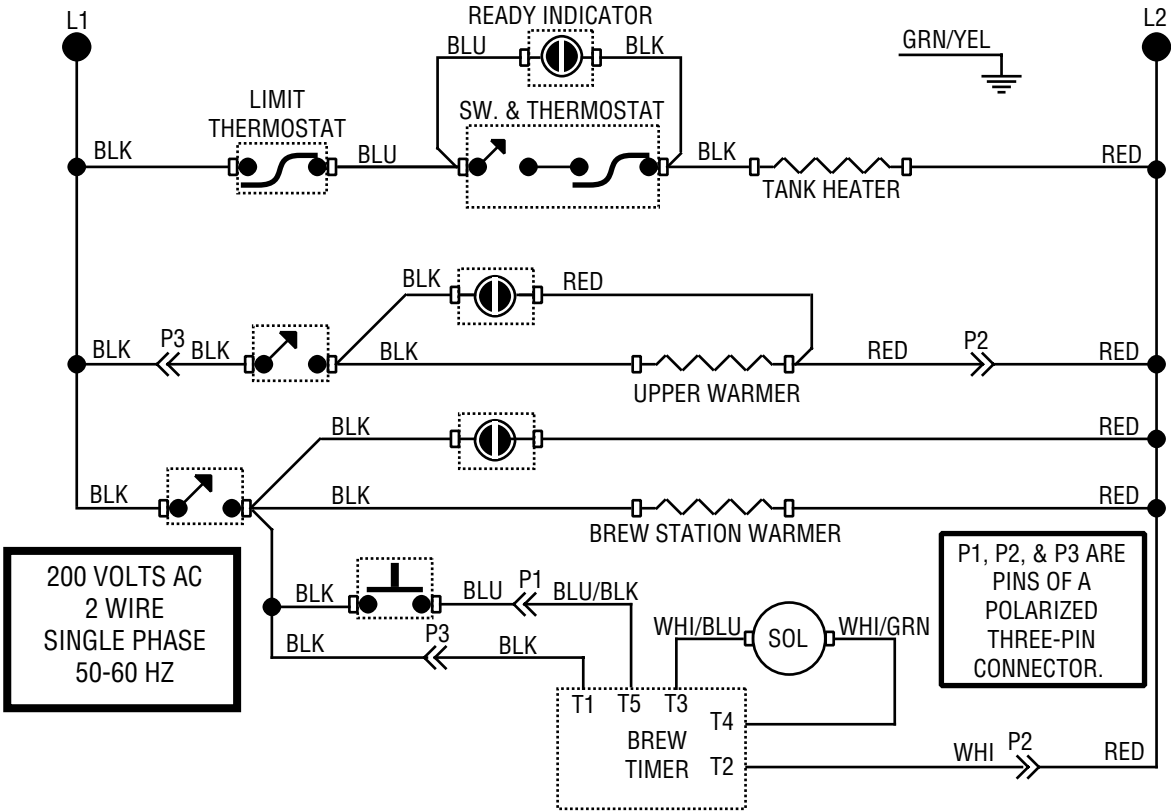 L1
READY INDICATOR
L2
BLU
BLK
GRN/YEL
LIMIT
THERMOSTAT
SW. & THERMOSTAT
BLK
BLU
BLK
RED
TANK HEATER
BLK
RED
BLK
P3
BLK
BLK
RED
P2
RED
UPPER WARMER
BLK
RED
BLK
BLK
RED
BREW STATION WARMER
200 VOLTS AC
2 WIRE
SINGLE PHASE
50-60 HZ
P1, P2, & P3 ARE
PINS OF A
POLARIZED
THREE-PIN
CONNECTOR.
BLK
BLU
P1
BLU/BLK
BLK
P3
BLK
WHI/BLU
SOL
WHI/GRN
T1
T5
T3
T4
BREW
TIMER
T2
WHI
P2
RED